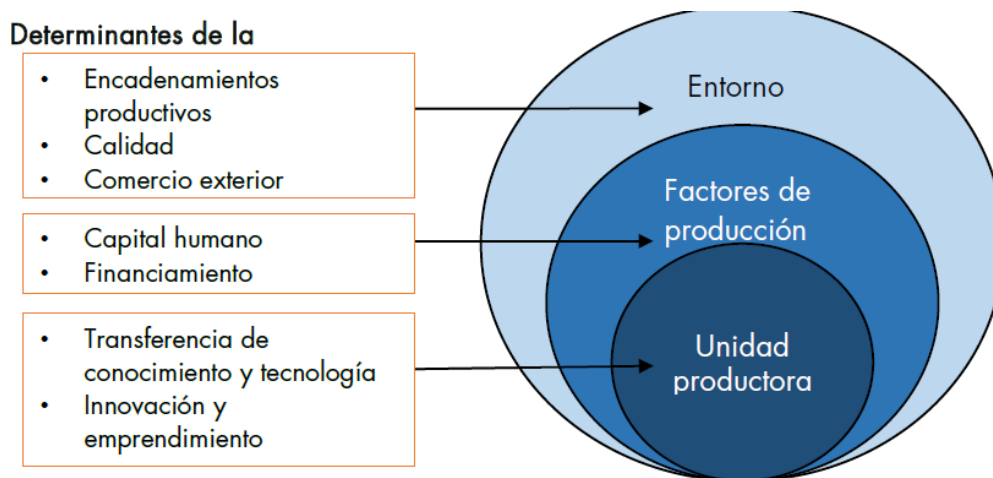 Determinantes de la
• Encadenamientos
productivos
• Calidad
• Comercio exterior
• Capital humano
• Financiamiento
• Transferencia de
conocimiento y tecnología
• Innovación y
emprendimiento
Entorno
Factores de
producción
Unidad
productora